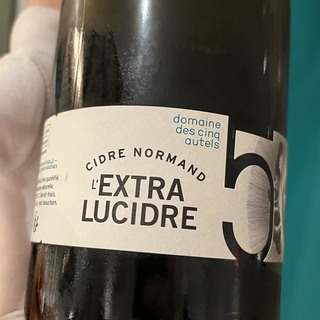 domaine
des cinq
autels
CIDRE NORMAND
L'EXTRA
LUCIDRE
5